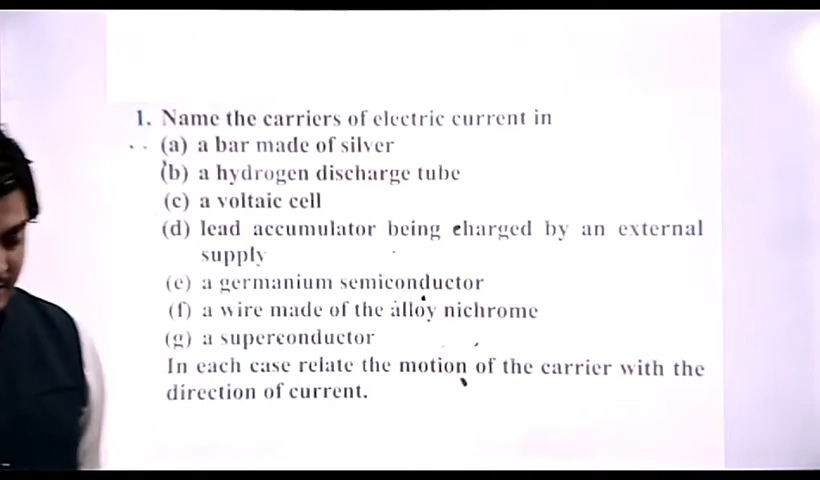 1. Name the carriers of electric current in
(a) a bar made of silver
(b) a hydrogen discharge tube
(c) a voltaic cell
(d) lead accumulator being charged by an external
supply
(e) a germanium semiconductor
(f) a wire made of the alloy nichrome
(g) a superconductor
In each case relate the motion of the carrier with the
direction of current.